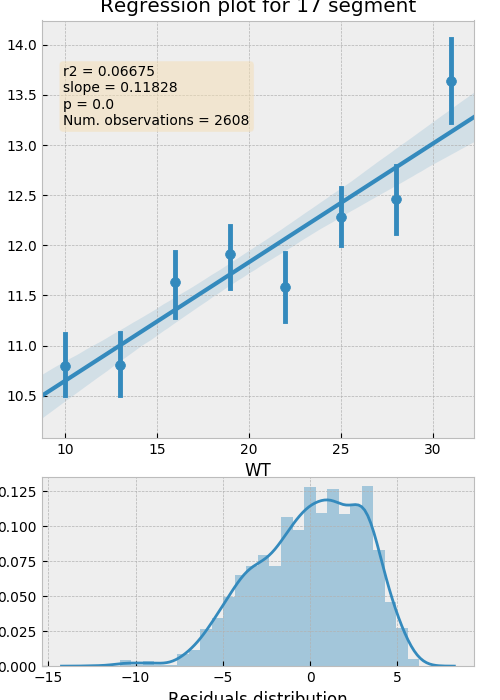 Regression plot for 17 segment
14.0
13.5
13.0
12.5
12.0
11.5
11.0
10.5
r2 = 0.06675
slope = 0.11828
p = 0.0
Num. observations = 2608
10 15 20 25 30
WT
0.125
0.100
0.075
0.050
0.025
0.000
−15 −10 −5 0 5
Residuals distribution